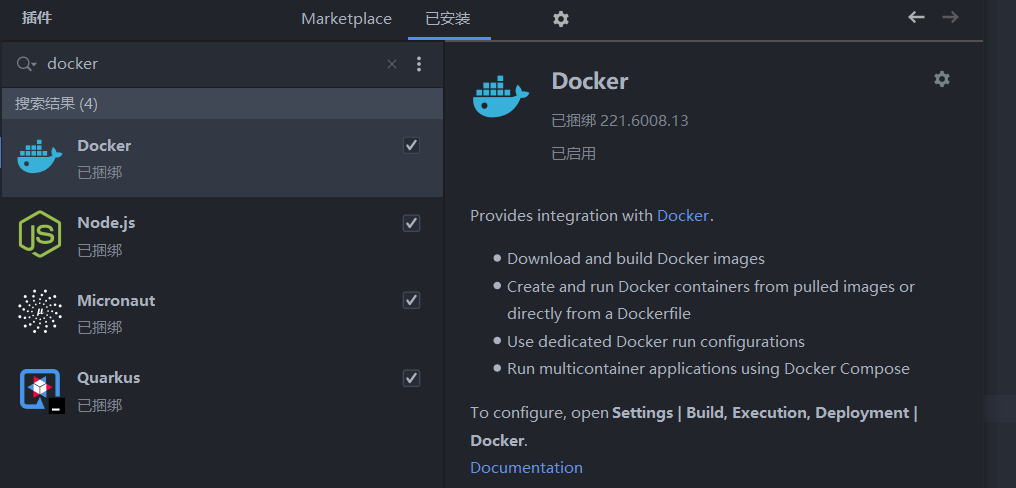 插件
Marketplace
已安装
docker
搜索结果 (4)
Docker
已捆绑
Node.js
已捆绑
Micronaut
已捆绑
Quarkus
已捆绑
Docker
已捆绑 221.6008.13
已启用
Provides integration with Docker.
Download and build Docker images
Create and run Docker containers from pulled images or
directly from a Dockerfile
Use dedicated Docker run configurations
Run multicontainer applications using Docker Compose
To configure, open Settings | Build, Execution, Deployment |
Docker.
Documentation